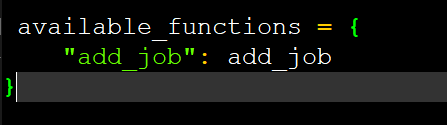 available_functions = {
   "add_job": add_job
}